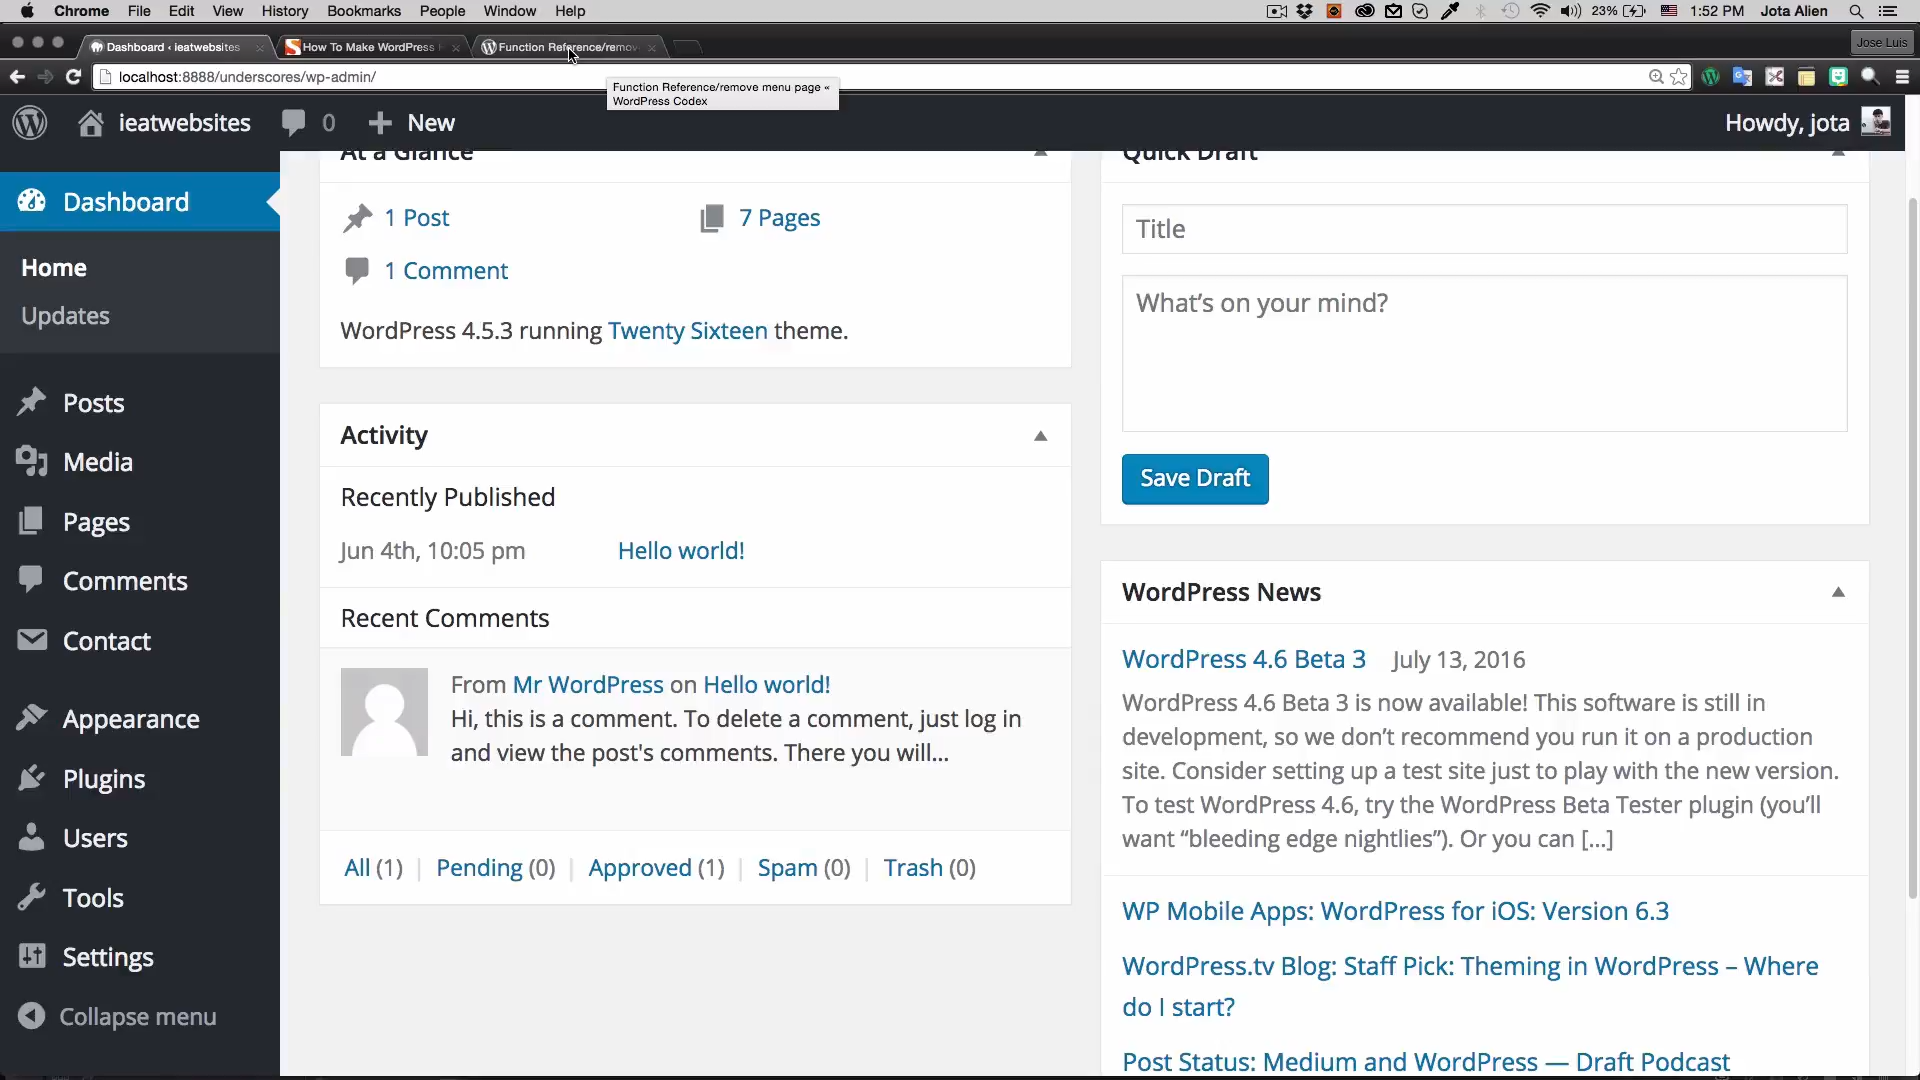 Chrome File Edit View History Bookmarks People Window Help
23% 1:52 PM Jota Alien
Dashboard ‹ ieatwebsites
How To Make WordPress
Function Reference/remov
Jose Luis
localhost:8888/underscores/wp-admin/
Function Reference/remove menu page «
WordPress Codex
ieatwebsites 0 New
Howdy, jota
Dashboard
Home
Updates
Posts
Media
Pages
Comments
Contact
Appearance
Plugins
Users
Tools
Settings
Collapse menu
At a Glance
1 Post 7 Pages
1 Comment
WordPress 4.5.3 running Twenty Sixteen theme.
Activity
Recently Published
Jun 4th, 10:05 pm Hello world!
Recent Comments
From Mr WordPress on Hello world!
Hi, this is a comment. To delete a comment, just log in
and view the post's comments. There you will...
All (1) | Pending (0) | Approved (1) | Spam (0) | Trash (0)
Quick Draft
Title
What's on your mind?
Save Draft
WordPress News
WordPress 4.6 Beta 3 July 13, 2016
WordPress 4.6 Beta 3 is now available! This software is still in
development, so we don't recommend you run it on a production
site. Consider setting up a test site just to play with the new version.
To test WordPress 4.6, try the WordPress Beta Tester plugin (you'll
want “bleeding edge nightlies”). Or you can [...]
WP Mobile Apps: WordPress for iOS: Version 6.3
WordPress.tv Blog: Staff Pick: Theming in WordPress – Where
do I start?
Post Status: Medium and WordPress — Draft Podcast